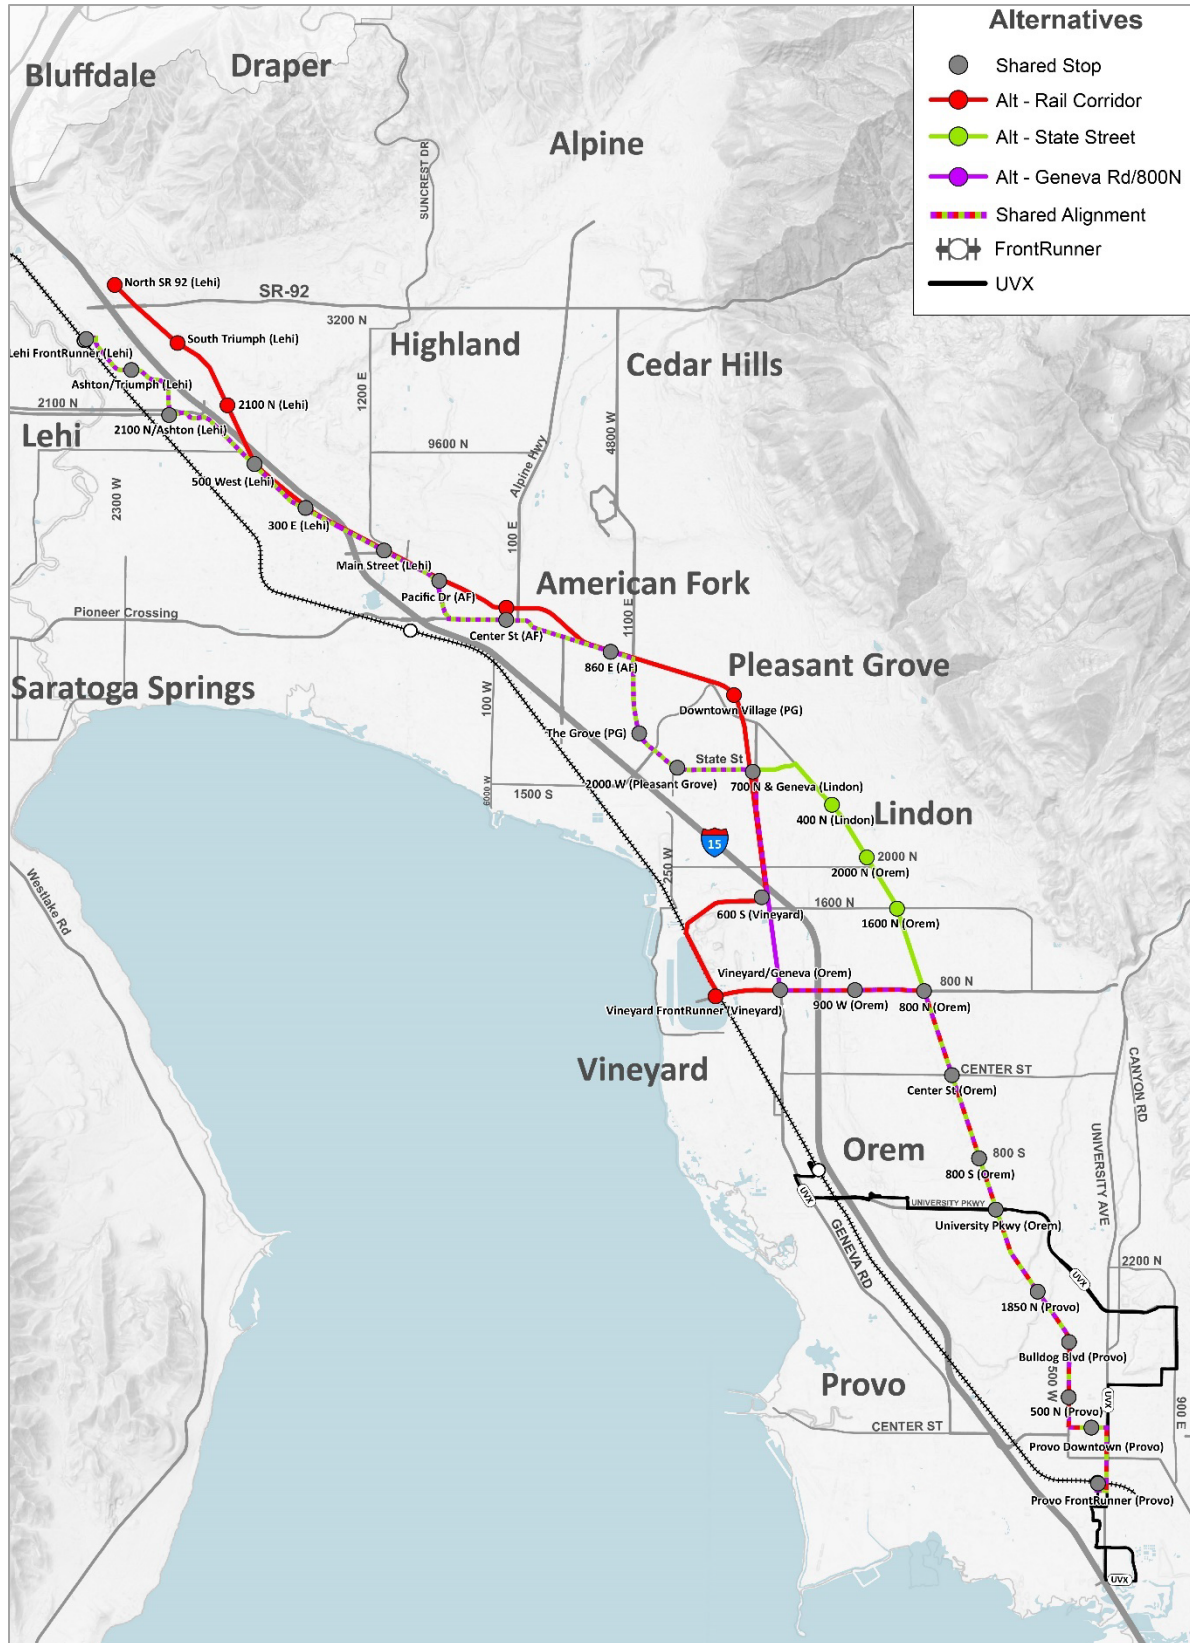 Alternatives
Shared Stop
Alt - Rail Corridor
Alt - State Street
Alt - Geneva Rd/800N
Shared Alignment
FrontRunner
UVX
Bluffdale
Draper
Alpine
SUNCREST DR
North SR 92 (Lehi)
SR-92
3200 N
South Triumph (Lehi)
Highland
Lehi FrontRunner (Lehi)
Cedar Hills
Ashton/Triumph (Lehi)
1200 E
2100 N
2100 N (Lehi)
2100 N/Ashton (Lehi)
Lehi
4800 W
9600 N
Alpine Hwy
500 West (Lehi)
2300 W
300 E (Lehi)
100 E
Main Street (Lehi)
American Fork
Pacific Dr (AF)
Pioneer Crossing
1100 E
Center St (AF)
860 E (AF)
Pleasant Grove
Saratoga Springs
100 W
Downtown Village (PG)
The Grove (PG)
State St
2000 W (Pleasant Grove)
700 N & Geneva (Lindon)
6000 W
1500 S
400 N (Lindon)
Lindon
15
250 W
2000 N
2000 N (Orem)
Westlake Rd
600 S (Vineyard)
1600 N
1600 N (Orem)
Vineyard/Geneva (Orem)
800 N
Vineyard FrontRunner (Vineyard)
900 W (Orem)
800 N (Orem)
Vineyard
CENTER ST
Center St (Orem)
CANYON RD
Orem
800 S
800 S (Orem)
UNIVERSITY AVE
UVX
UNIVERSITY PKWY
University Pkwy (Orem)
GENEVA RD
UVX
2200 N
1850 N (Provo)
Bulldog Blvd (Provo)
Provo
500 W
UVX
500 N (Provo)
900 E
CENTER ST
Provo Downtown (Provo)
Provo FrontRunner (Provo)
UVX